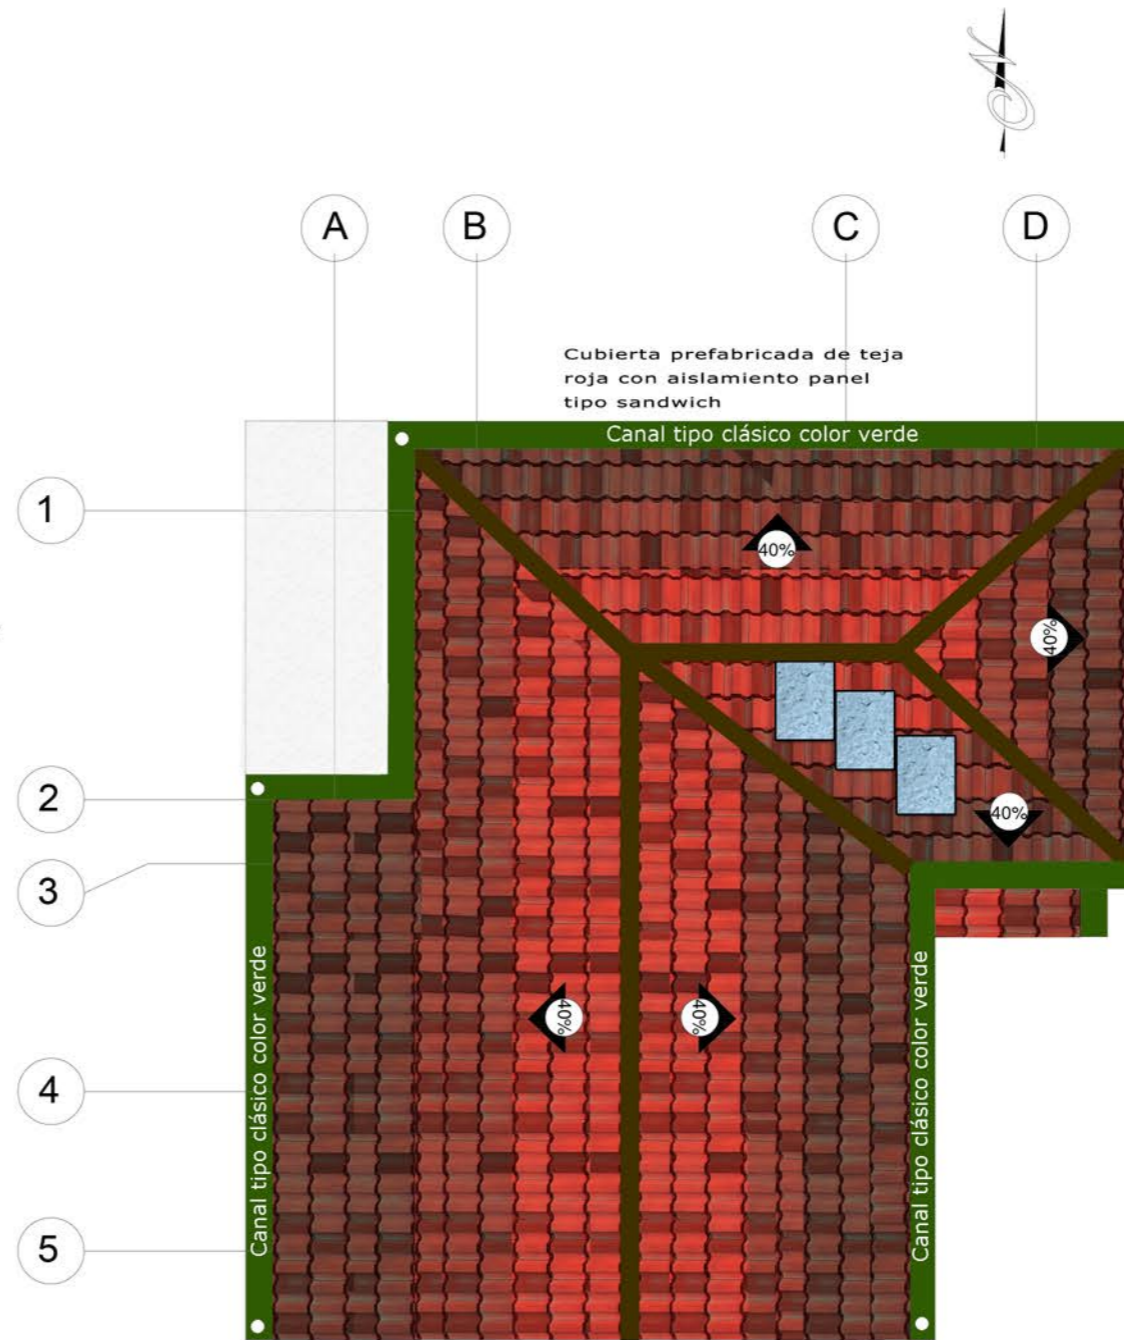 N
A
B
C
D
Cubierta prefabricada de teja
roja con aislamiento panel
tipo sandwich
Canal tipo clásico color verde
1
40%
40%
2
40%
3
Canal tipo clásico color verde
Canal tipo clásico color verde
40%
40%
4
5